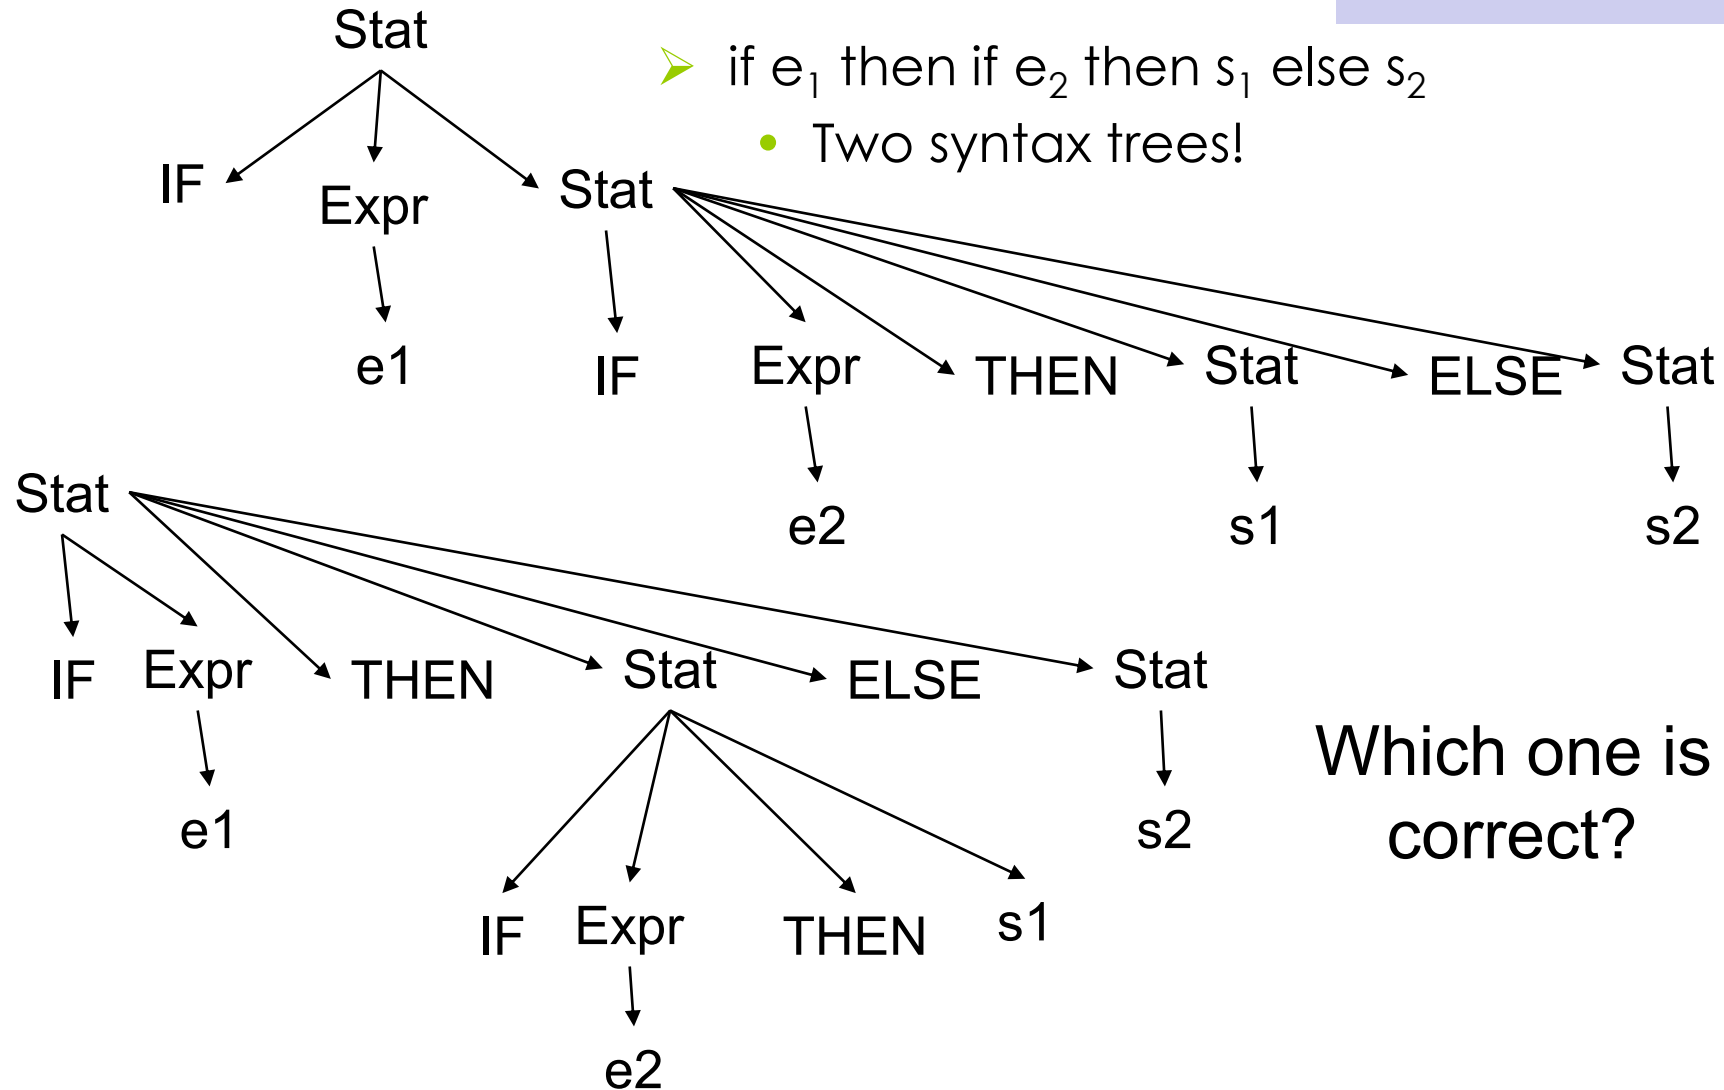 Stat
if e₁ then if e₂ then s₁ else s₂
Two syntax trees!
IF Expr Stat
e1 IF Expr THEN Stat ELSE Stat
e2 s1 s2
Stat
IF Expr THEN Stat ELSE Stat
e1 s2
IF Expr THEN s1
e2
Which one is
correct?